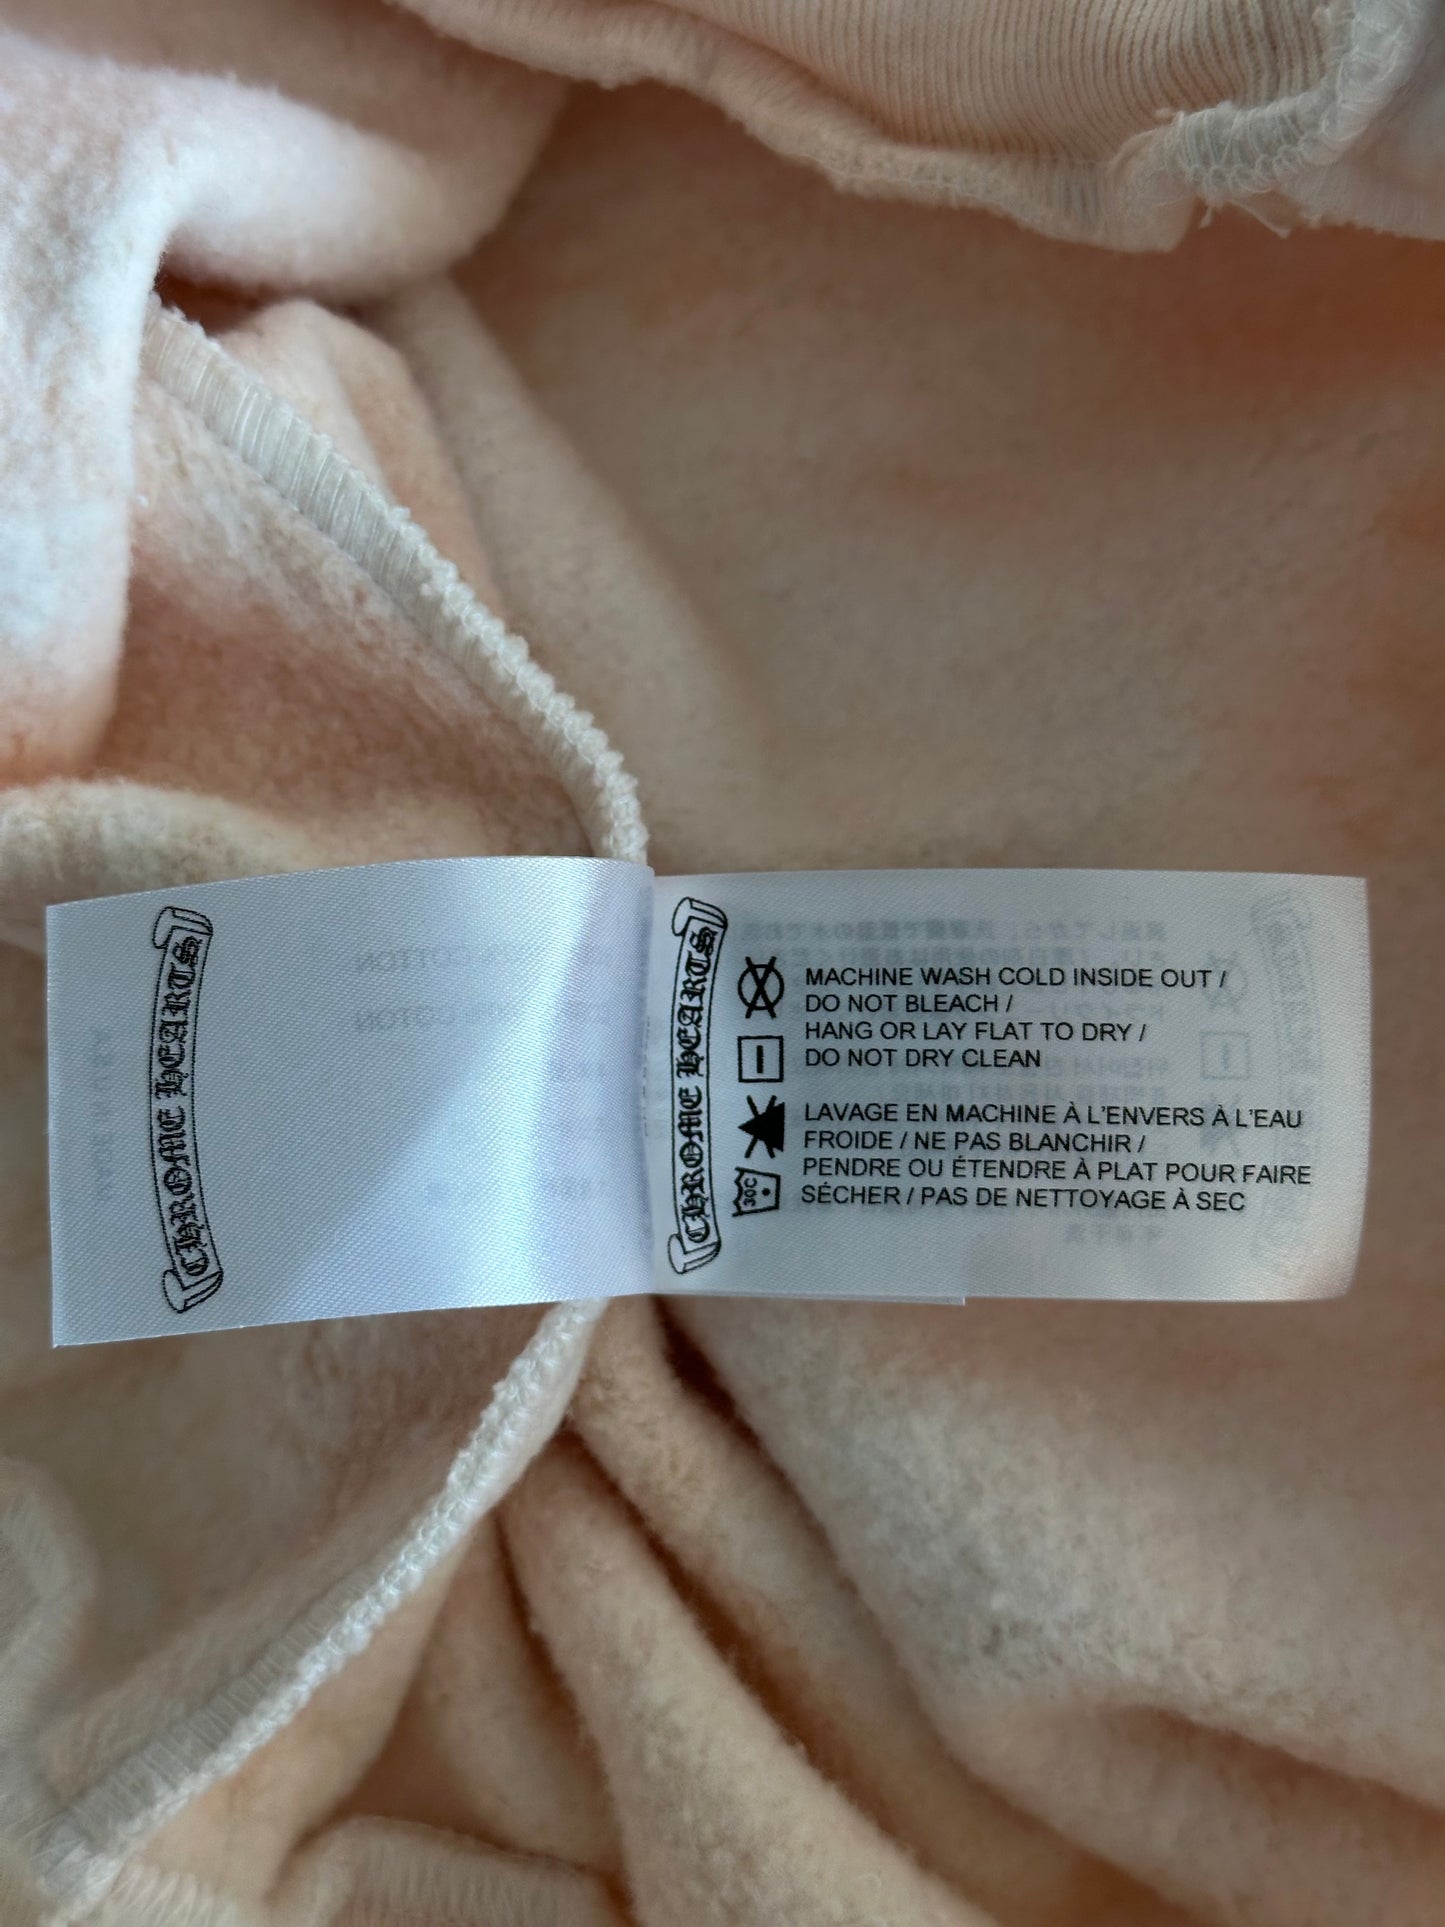 CHROME HEARTS
CHROME HEARTS
MACHINE WASH COLD INSIDE OUT /
DO NOT BLEACH /
HANG OR LAY FLAT TO DRY /
DO NOT DRY CLEAN
LAVAGE EN MACHINE À L'ENVERS À L'EAU
FROIDE / NE PAS BLANCHIR /
PENDRE OU ÉTENDRE À PLAT POUR FAIRE
SÉCHER / PAS DE NETTOYAGE À SEC
30C